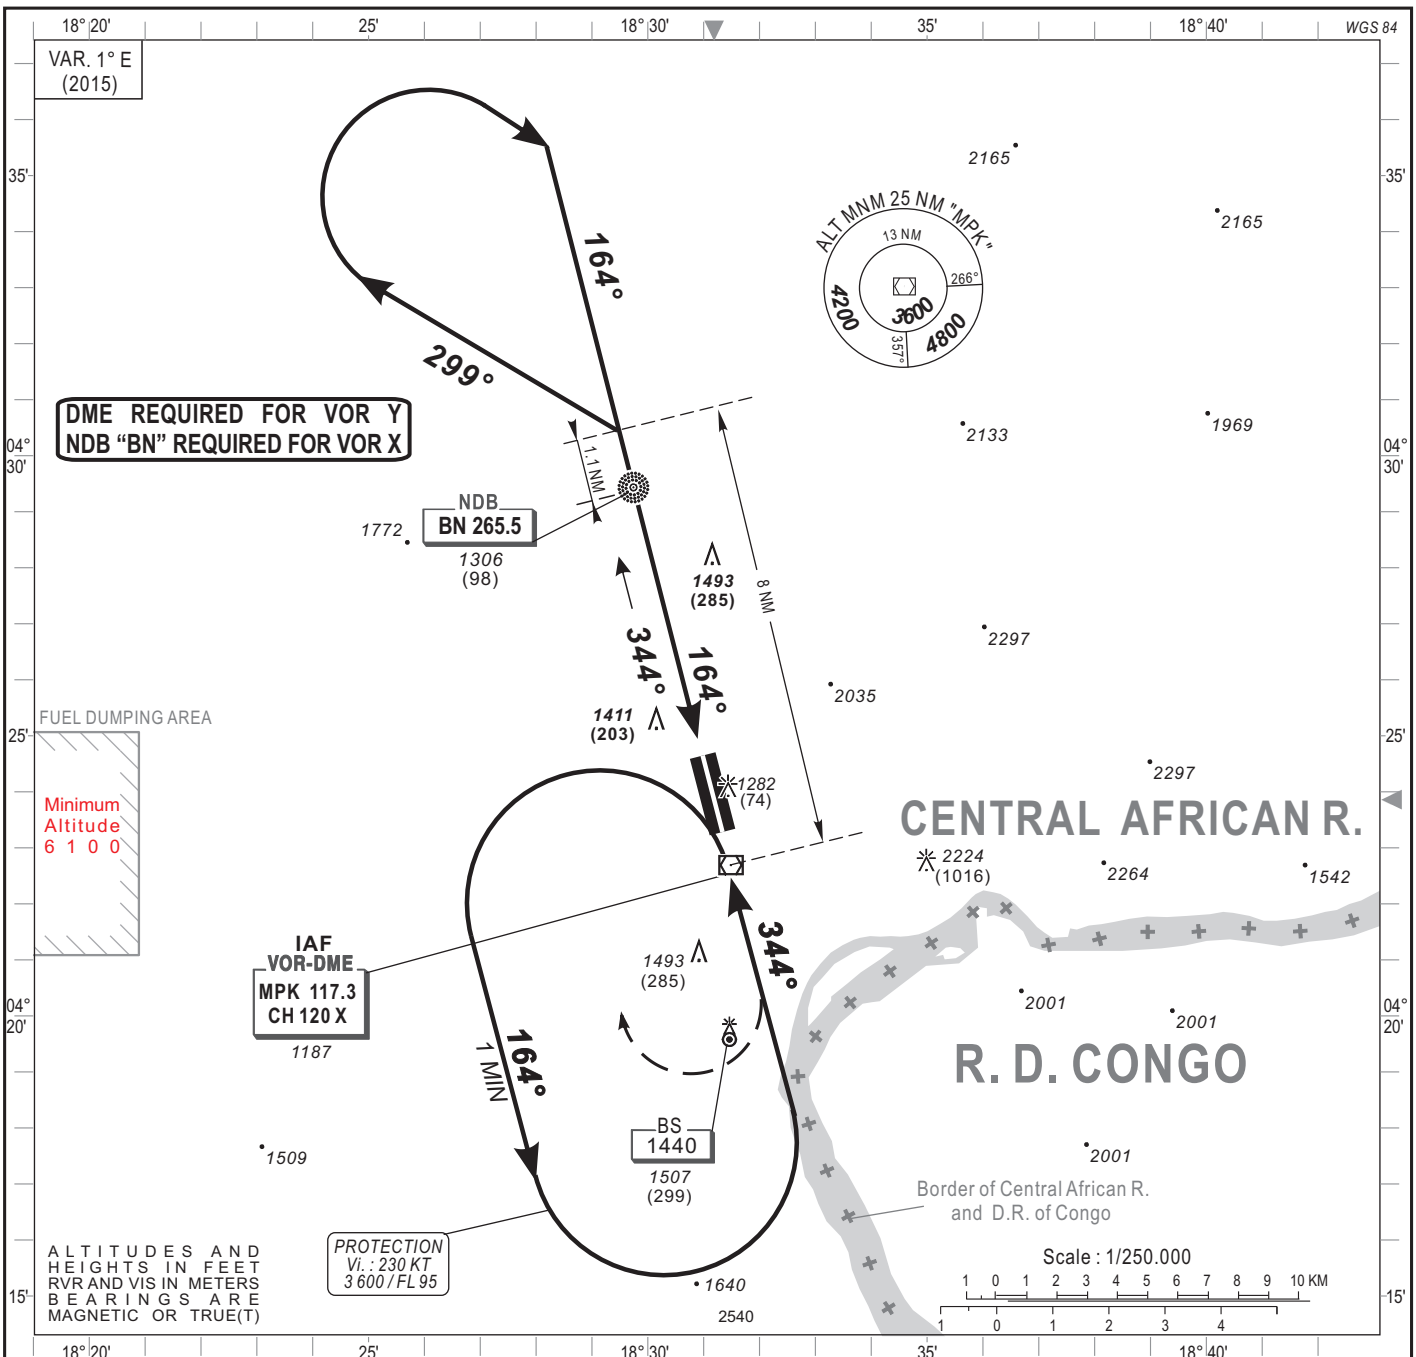 18° 20'
25'
18° 30'
35'
18° 40'
WGS 84
VAR. 1° E
(2015)
35'
35'
2165
2165
ALT MNM 25 NM "MPK"
13 NM
266°
4200
3600
4800
357°
164°
299°
DME REQUIRED FOR VOR Y
NDB “BN” REQUIRED FOR VOR X
04°
30'
04°
30'
1.1 NM
2133
1969
NDB
BN 265.5
1306
(98)
1772
1493
(285)
8 NM
344°
164°
2297
2035
1411
(203)
FUEL DUMPING AREA
25'
25'
Minimum
Altitude
6 1 0 0
1282
(74)
2297
CENTRAL AFRICAN R.
2224
(1016)
2264
1542
IAF
VOR-DME
MPK 117.3
CH 120 X
1187
1493
(285)
344°
04°
20'
04°
20'
2001
2001
R. D. CONGO
164°
1 MIN
BS
1440
1507
(299)
1509
2001
Border of Central African R.
and D.R. of Congo
PROTECTION
Vi. : 230 KT
3 600 / FL 95
ALTITUDES AND
HEIGHTS IN FEET
RVR AND VIS IN METERS
BEARINGS ARE
MAGNETIC OR TRUE(T)
1640
2540
Scale : 1/250.000
1 0 1 2 3 4 5 6 7 8 9 10 KM
1 0 1 2 3 4
15'
15'
18° 20'
25'
18° 30'
35'
18° 40'